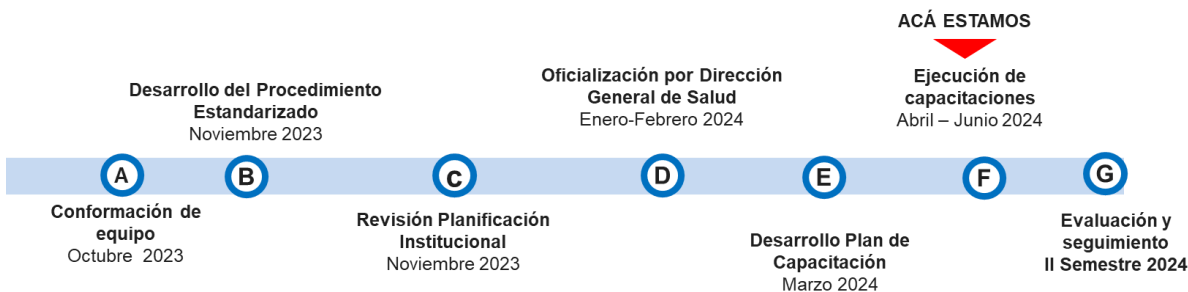 ACÁ ESTAMOS
Desarrollo del Procedimiento
Estandarizado
Noviembre 2023
Oficialización por Dirección
General de Salud
Enero-Febrero 2024
Ejecución de
capacitaciones
Abril – Junio 2024
A
B
c
D
E
F
G
Conformación de
equipo
Octubre 2023
Revisión Planificación
Institucional
Noviembre 2023
Desarrollo Plan de
Capacitación
Marzo 2024
Evaluación y
seguimiento
II Semestre 2024